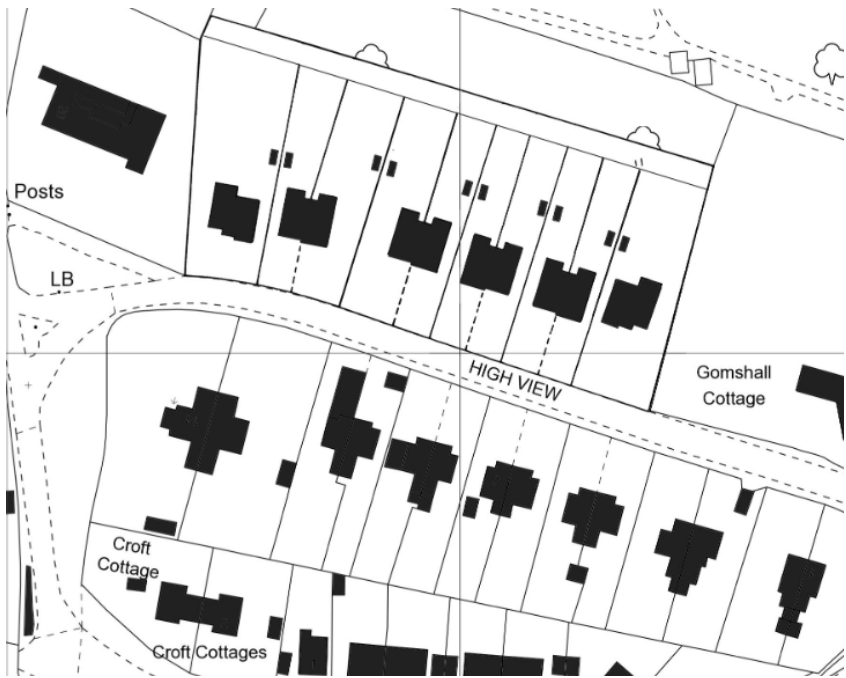 Posts
LB
HIGH VIEW
Gomshall
Cottage
Croft
Cottage
Croft Cottages